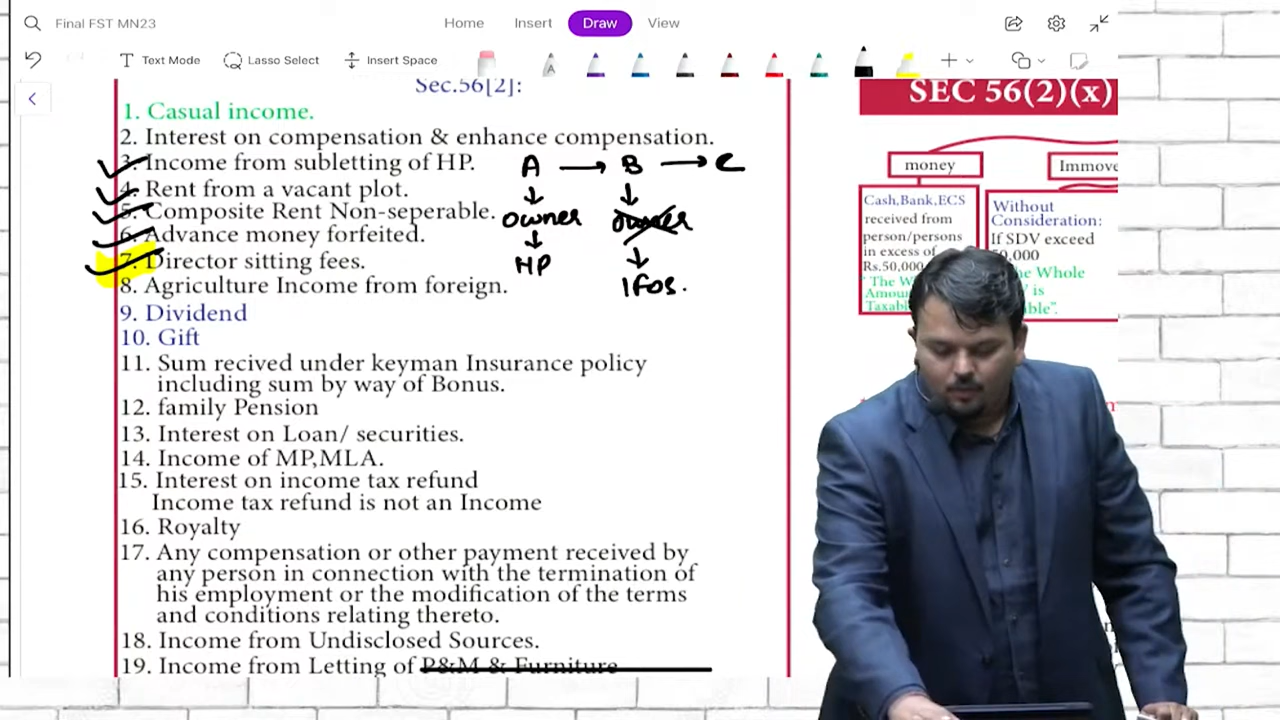 Final FST MN23
Home Insert Draw View
Text Mode Lasso Select Insert Space
Sec.56[2]:
1. Casual income.
2. Interest on compensation & enhance compensation.
3. Income from subletting of HP.
4. Rent from a vacant plot.
5. Composite Rent Non-seperable.
6. Advance money forfeited.
7. Director sitting fees.
8. Agriculture Income from foreign.
9. Dividend
10. Gift
11. Sum recived under keyman Insurance policy
including sum by way of Bonus.
12. family Pension
13. Interest on Loan/ securities.
14. Income of MP,MLA.
15. Interest on income tax refund
Income tax refund is not an Income
16. Royalty
17. Any compensation or other payment received by
any person in connection with the termination of
his employment or the modification of the terms
and conditions relating thereto.
18. Income from Undisclosed Sources.
19. Income from Letting of P&M & Furniture
A → B → C
owner owner
HP IFOS.
SEC 56(2)(x)
money
Immove
Cash,Bank,ECS
received from
person/persons
in excess of
Rs.50,000
Without
Consideration:
If SDV exceed
he Whole
is
able".